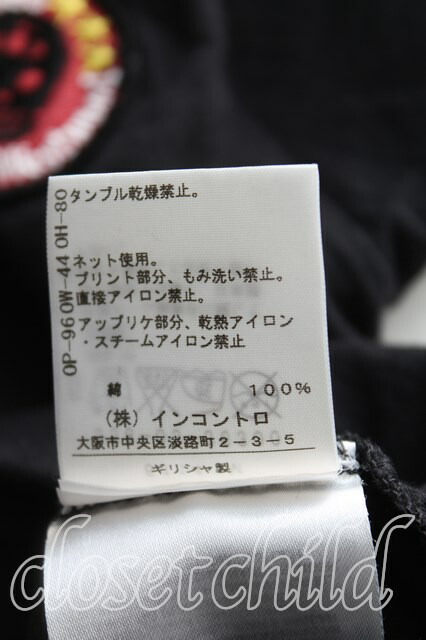 タンブル乾燥禁止。
ネット使用。
プリント部分、もみ洗い禁止。
直接アイロン禁止。
アップリケ部分、乾熱アイロン
・スチームアイロン禁止
綿 100%
(株)インコントロ
大阪市中央区淡路町2-3-5
ギリシャ製
OP-960W-440H-80
closetchild